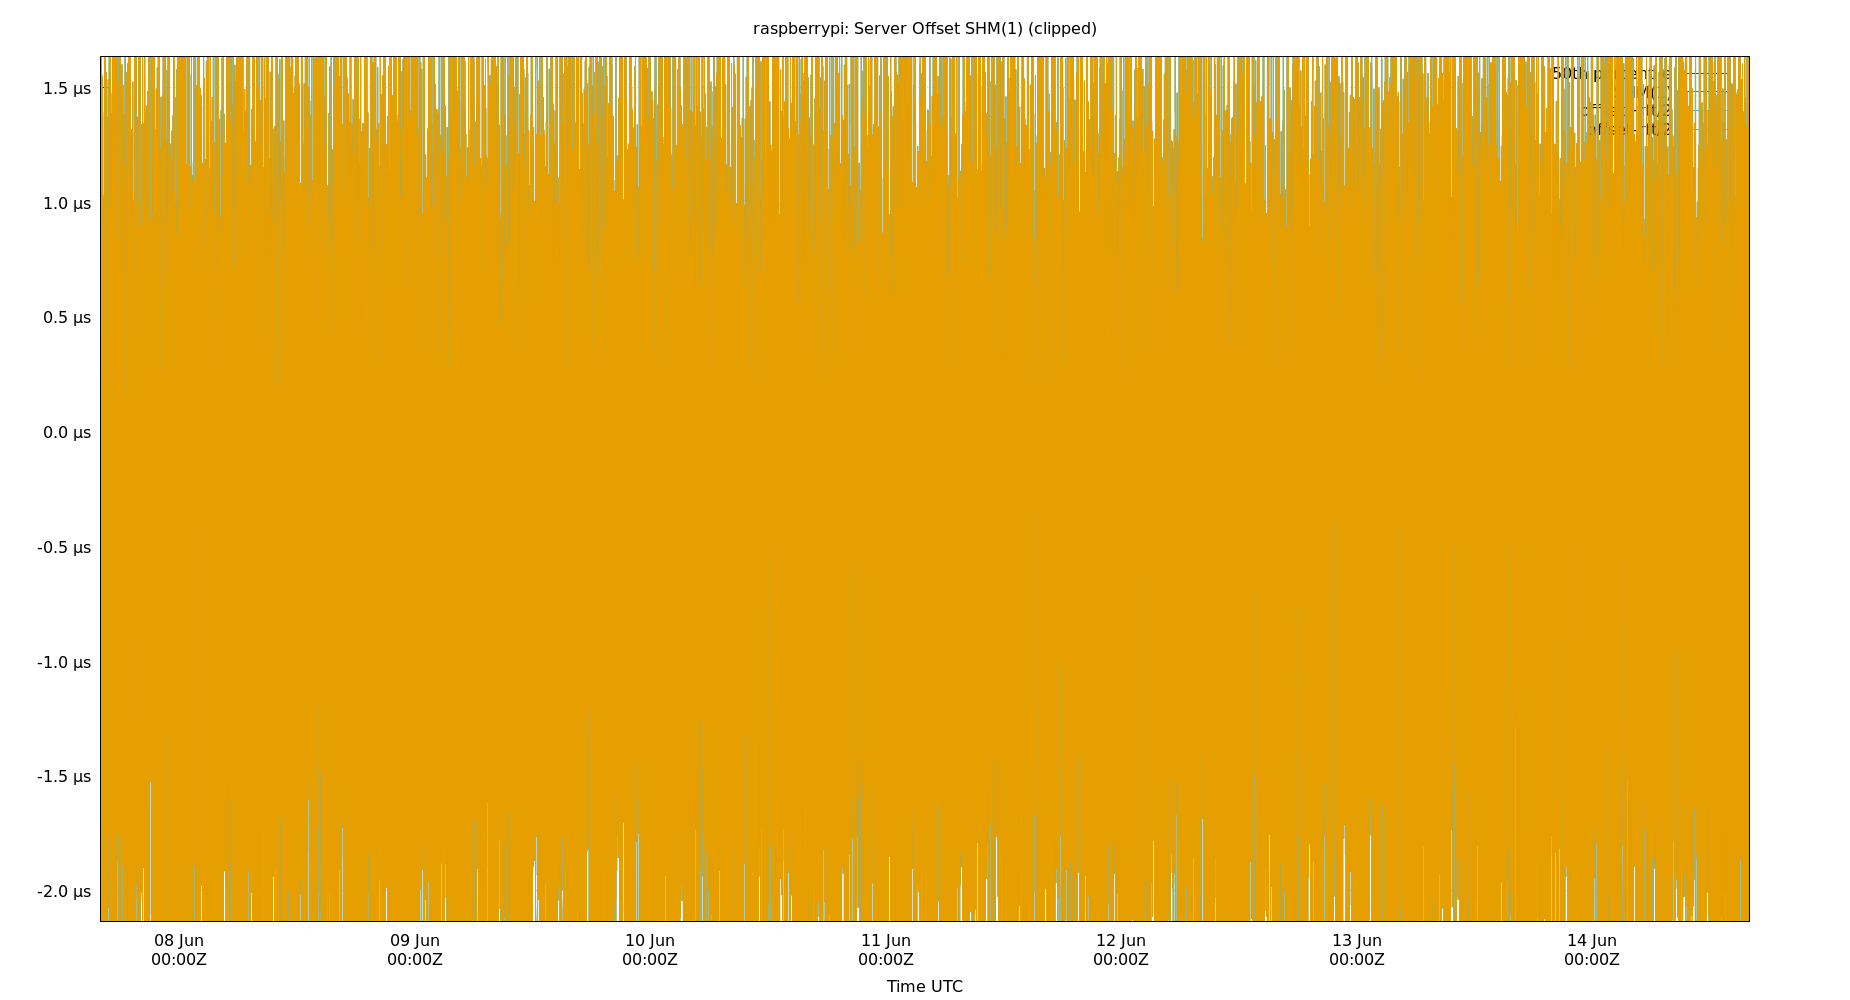 raspberrypi: Server Offset SHM(1) (clipped)
1.5 µs
1.0 µs
0.5 µs
0.0 µs
-0.5 µs
-1.0 µs
-1.5 µs
-2.0 µs
50th percentile
08 Jun 09 Jun 10 Jun 11 Jun 12 Jun 13 Jun 14 Jun
00:00Z 00:00Z 00:00Z 00:00Z 00:00Z 00:00Z 00:00Z
Time UTC